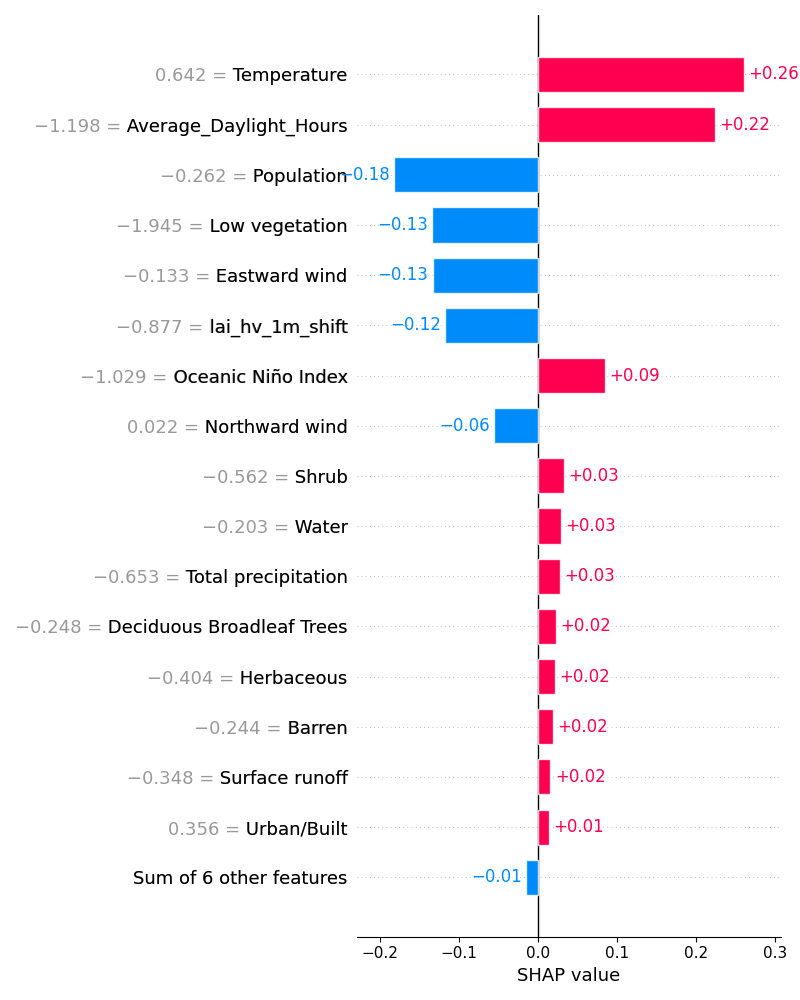 0.642 = Temperature +0.26
−1.198 = Average_Daylight_Hours +0.22
−0.262 = Population −0.18
−1.945 = Low vegetation −0.13
−0.133 = Eastward wind −0.13
−0.877 = lai_hv_1m_shift −0.12
−1.029 = Oceanic Niño Index +0.09
0.022 = Northward wind −0.06
−0.562 = Shrub +0.03
−0.203 = Water +0.03
−0.653 = Total precipitation +0.03
−0.248 = Deciduous Broadleaf Trees +0.02
−0.404 = Herbaceous +0.02
−0.244 = Barren +0.02
−0.348 = Surface runoff +0.02
0.356 = Urban/Built +0.01
Sum of 6 other features −0.01
−0.2 −0.1 0.0 0.1 0.2 0.3
SHAP value